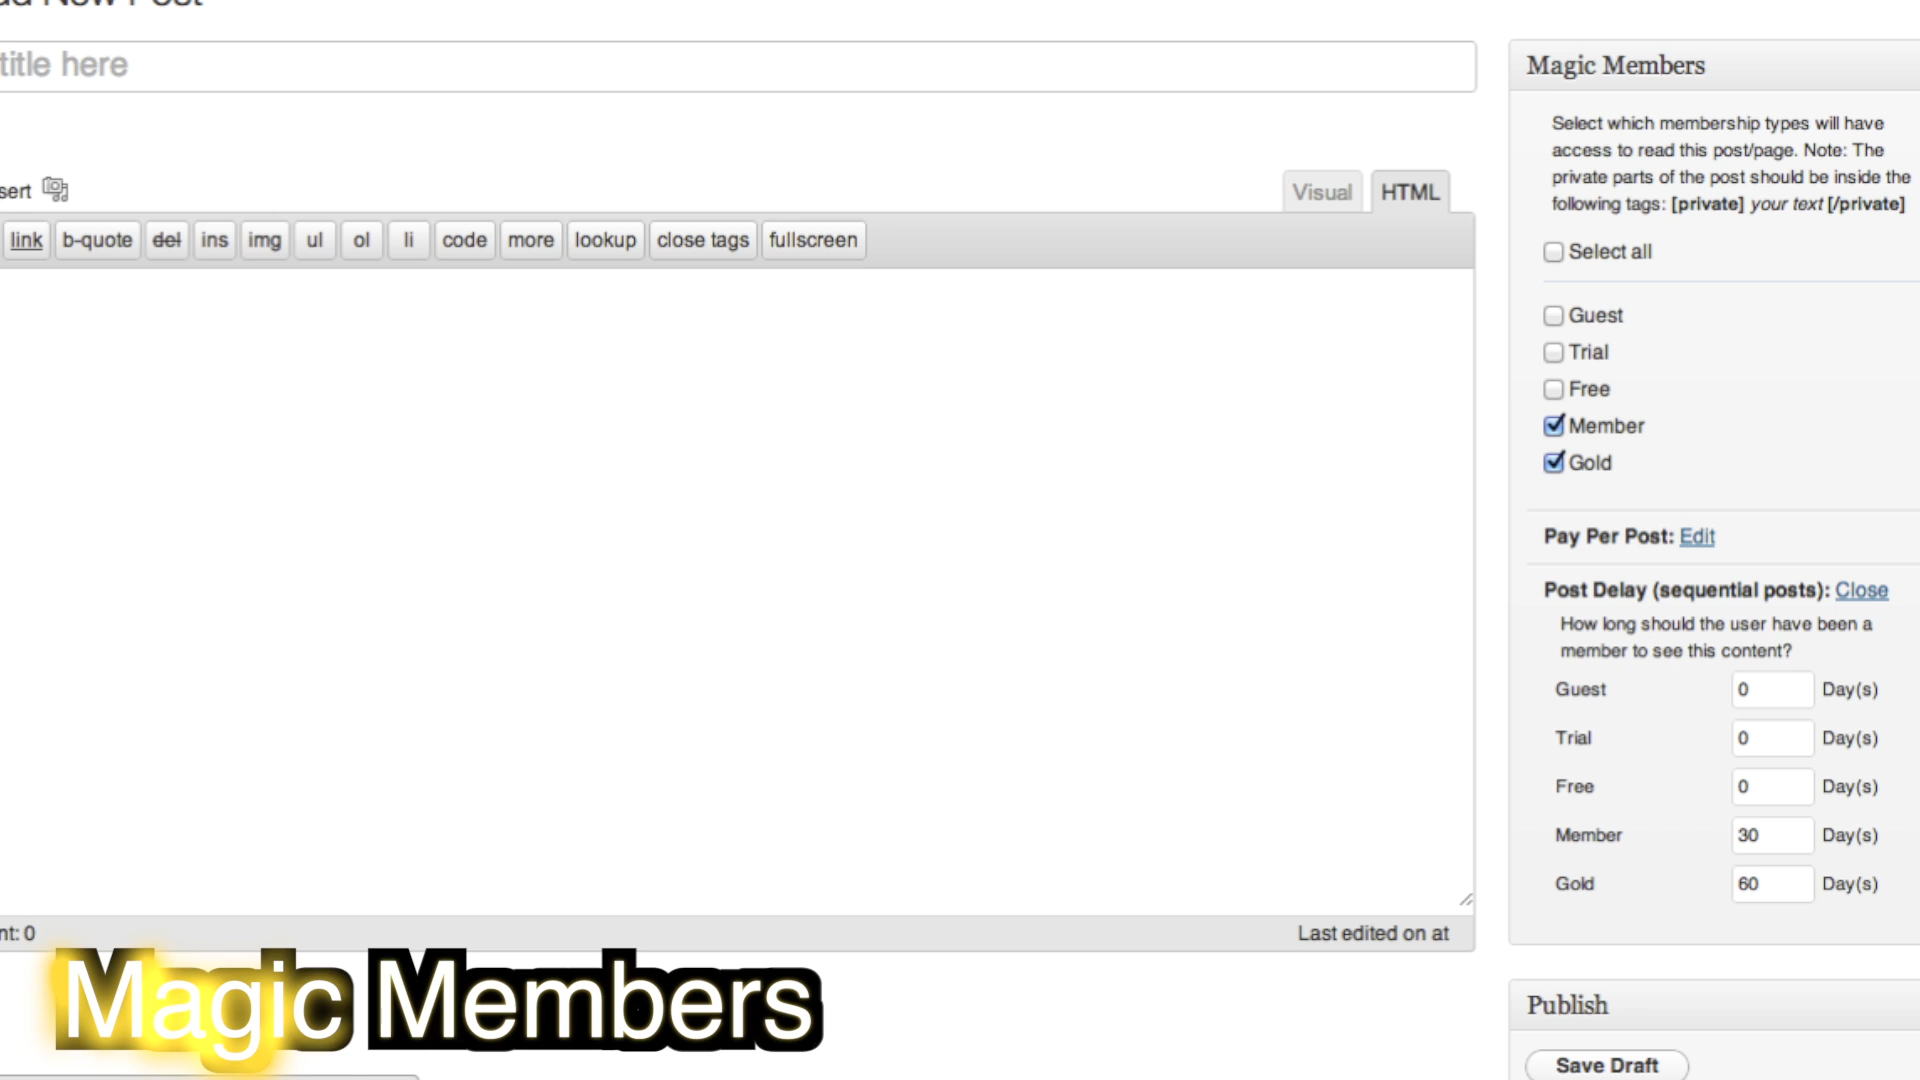 title here
Visual HTML
link b-quote del ins img ul ol li code more lookup close tags fullscreen
Last edited on at
Magic Members
Select which membership types will have
access to read this post/page. Note: The
private parts of the post should be inside the
following tags: [private] your text [/private]
Select all
Guest
Trial
Free
Member
Gold
Pay Per Post: Edit
Post Delay (sequential posts): Close
How long should the user have been a
member to see this content?
Guest 0 Day(s)
Trial 0 Day(s)
Free 0 Day(s)
Member 30 Day(s)
Gold 60 Day(s)
Publish
Save Draft
Magic Members